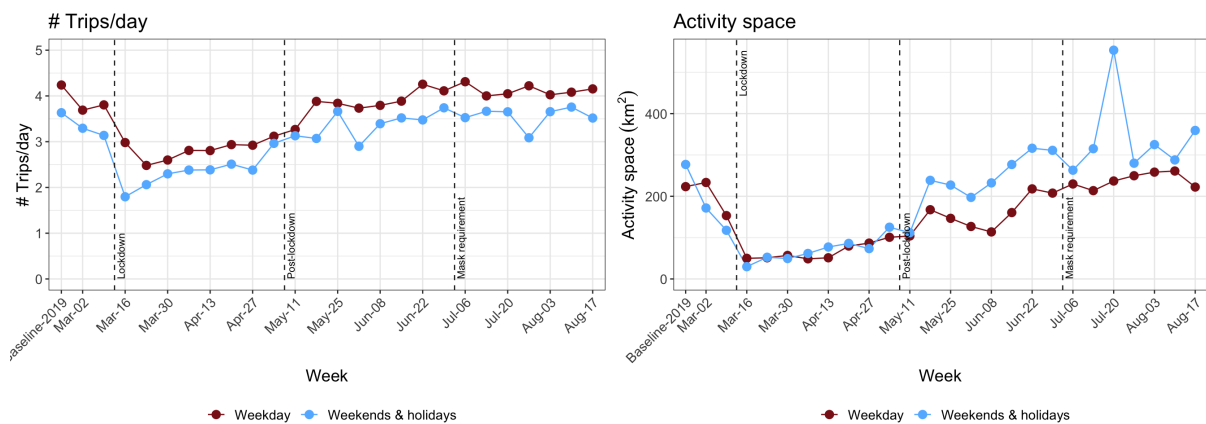 # Trips/day
# Trips/day
5
4
3
2
1
0
Lockdown
Post-lockdown
Mask requirement
Baseline-2019
Mar-02
Mar-16
Mar-30
Apr-13
Apr-27
May-11
May-25
Jun-08
Jun-22
Jul-06
Jul-20
Aug-03
Aug-17
Week
Weekday
Weekends & holidays
Activity space
Activity space (km²)
400
200
0
Lockdown
Post-lockdown
Mask requirement
Baseline-2019
Mar-02
Mar-16
Mar-30
Apr-13
Apr-27
May-11
May-25
Jun-08
Jun-22
Jul-06
Jul-20
Aug-03
Aug-17
Week
Weekday
Weekends & holidays